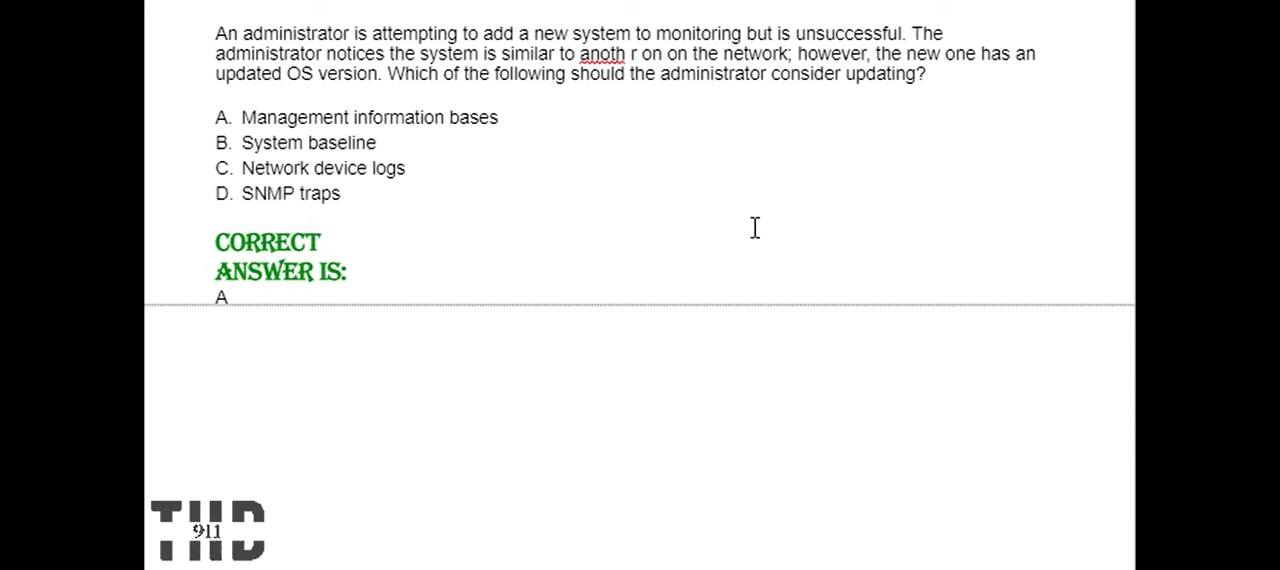 An administrator is attempting to add a new system to monitoring but is unsuccessful. The
administrator notices the system is similar to anoth r on on the network; however, the new one has an
updated OS version. Which of the following should the administrator consider updating?
A. Management information bases
B. System baseline
C. Network device logs
D. SNMP traps
CORRECT
ANSWER IS:
A
THD
911